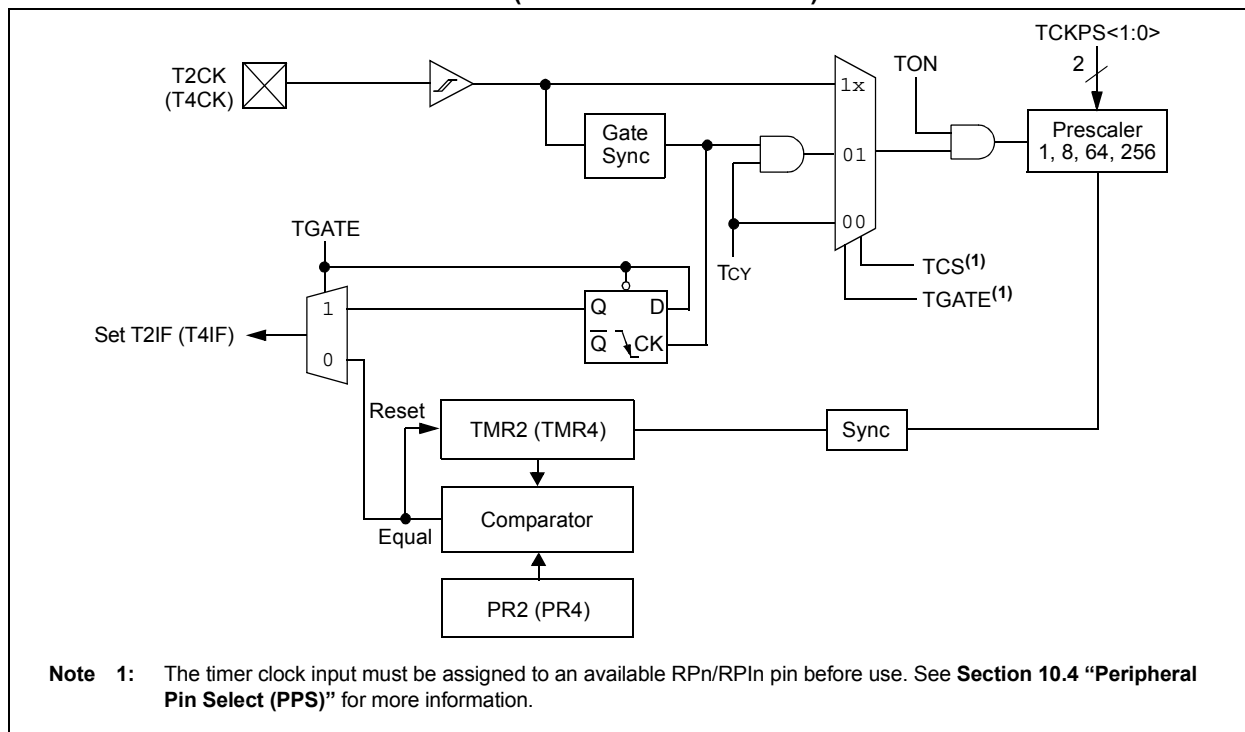 TCKPS<1:0>
2
TON
T2CK
(T4CK)
1x
Prescaler
1, 8, 64, 256
Gate
Sync
01
00
TGATE
TCY
TCS(1)
TGATE(1)
1
Q
D
Set T2IF (T4IF)
Q
CK
0
Reset
TMR2 (TMR4)
Sync
Comparator
Equal
PR2 (PR4)
Note 1: The timer clock input must be assigned to an available RPn/RPIn pin before use. See Section 10.4 “Peripheral
Pin Select (PPS)” for more information.